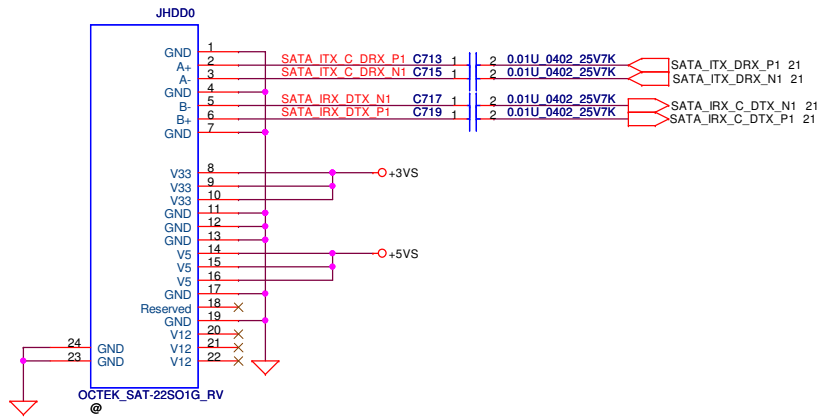 JHDD0
GND 1
A+ 2 SATA_ITX_C_DRX_P1 C713 1 2 0.01U_0402_25V7K SATA_ITX_DRX_P1 21
A- 3 SATA_ITX_C_DRX_N1 C715 1 2 0.01U_0402_25V7K SATA_ITX_DRX_N1 21
GND 4
B- 5 SATA_IRX_DTX_N1 C717 1 2 0.01U_0402_25V7K SATA_IRX_C_DTX_N1 21
B+ 6 SATA_IRX_DTX_P1 C719 1 2 0.01U_0402_25V7K SATA_IRX_C_DTX_P1 21
GND 7
V33 8 +3VS
V33 9
V33 10
GND 11
GND 12
GND 13
V5 14 +5VS
V5 15
V5 16
GND 17
Reserved 18
GND 19
V12 20
24 GND V12 21
23 GND V12 22
OCTEK_SAT-22SO1G_RV
@